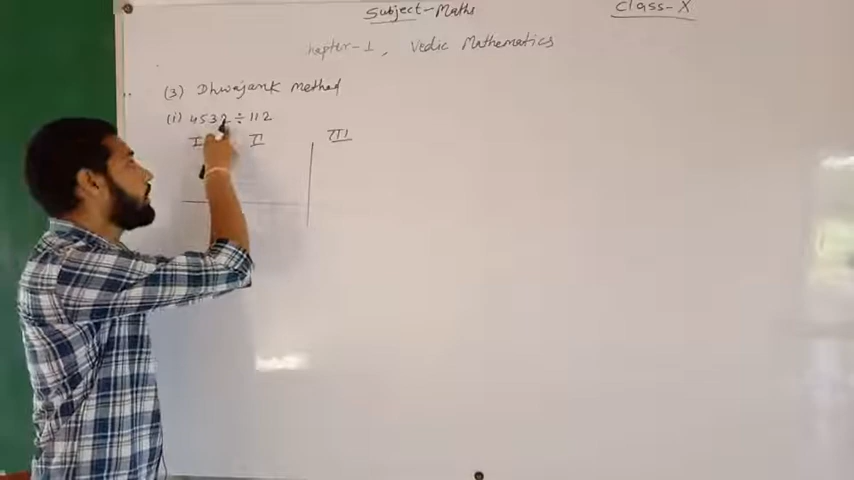 Subject-Maths
Class-X
hapter-1, Vedic Mathematics
(3) Dhwajank Method
(i) 4532÷112
I II III